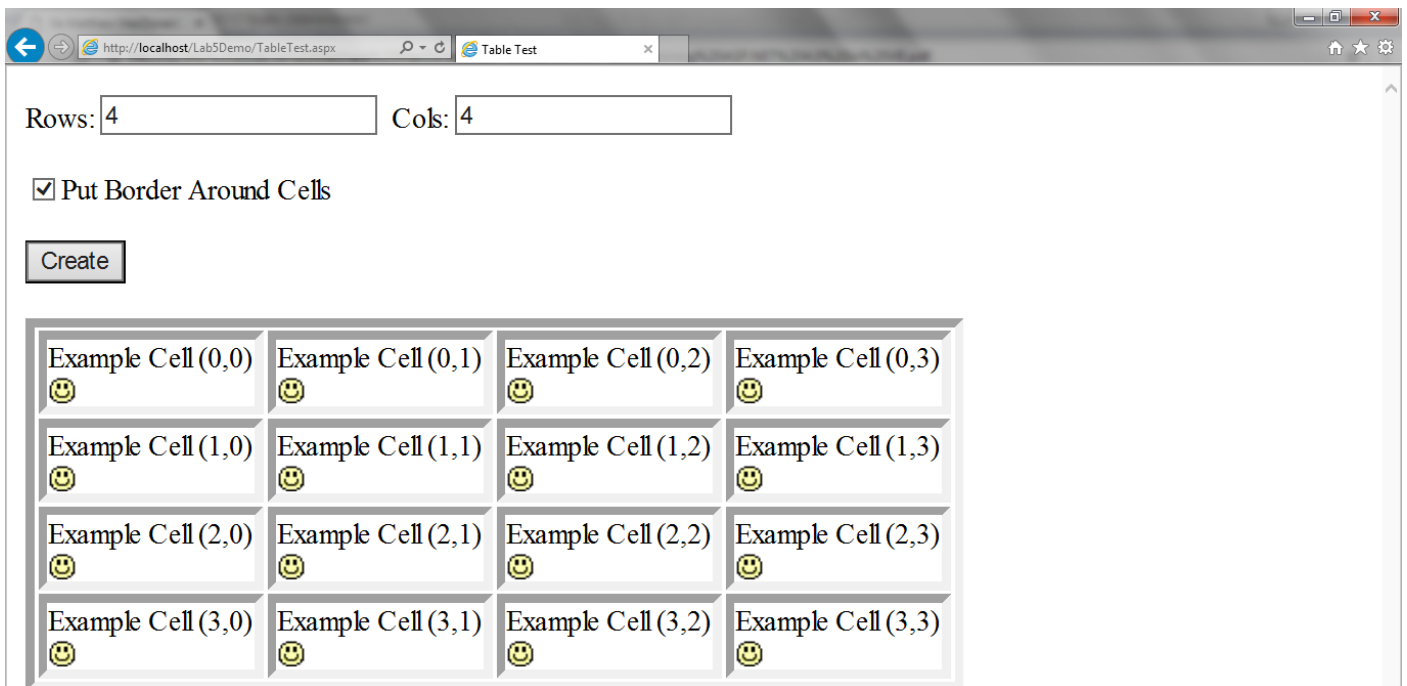 http://localhost/Lab5Demo/TableTest.aspx Table Test
Rows: 4 Cols: 4
Put Border Around Cells
Create
Example Cell (0,0) Example Cell (0,1) Example Cell (0,2) Example Cell (0,3)
Example Cell (1,0) Example Cell (1,1) Example Cell (1,2) Example Cell (1,3)
Example Cell (2,0) Example Cell (2,1) Example Cell (2,2) Example Cell (2,3)
Example Cell (3,0) Example Cell (3,1) Example Cell (3,2) Example Cell (3,3)